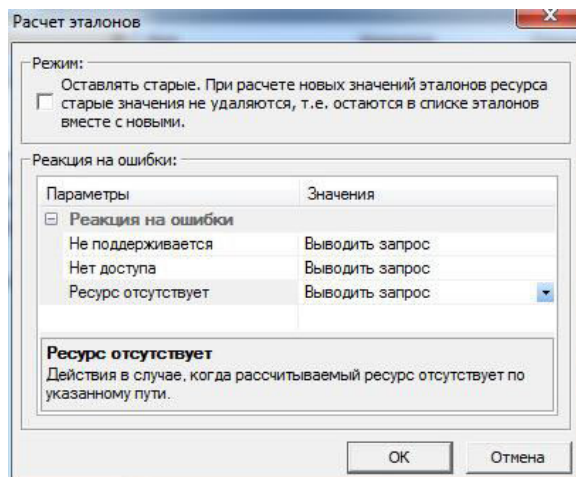 Расчет эталонов
Режим:
Оставлять старые. При расчете новых значений эталонов ресурса
старые значения не удаляются, т.е. остаются в списке эталонов
вместе с новыми.
Реакция на ошибки:
Параметры Значения
Реакция на ошибки
Не поддерживается Выводить запрос
Нет доступа Выводить запрос
Ресурс отсутствует Выводить запрос
Ресурс отсутствует
Действия в случае, когда рассчитываемый ресурс отсутствует по
указанному пути.
ОК Отмена